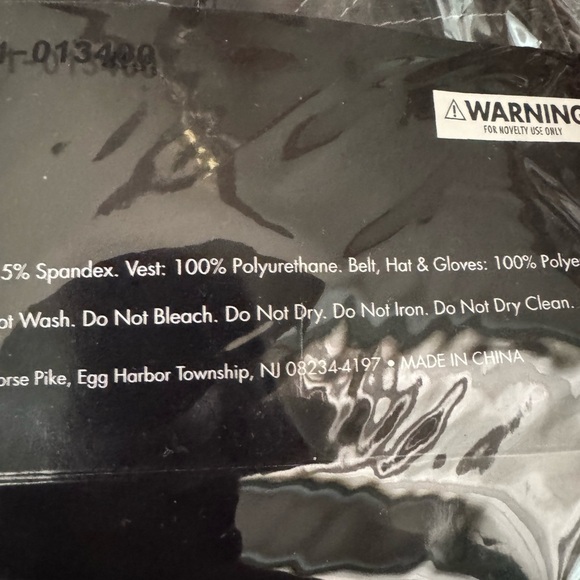 -013400
WARNING
FOR NOVELTY USE ONLY
5% Spandex. Vest: 100% Polyurethane. Belt, Hat & Gloves: 100% Polye
ot Wash. Do Not Bleach. Do Not Dry. Do Not Iron. Do Not Dry Clean.
orse Pike, Egg Harbor Township, NJ 08234-4197 • MADE IN CHINA